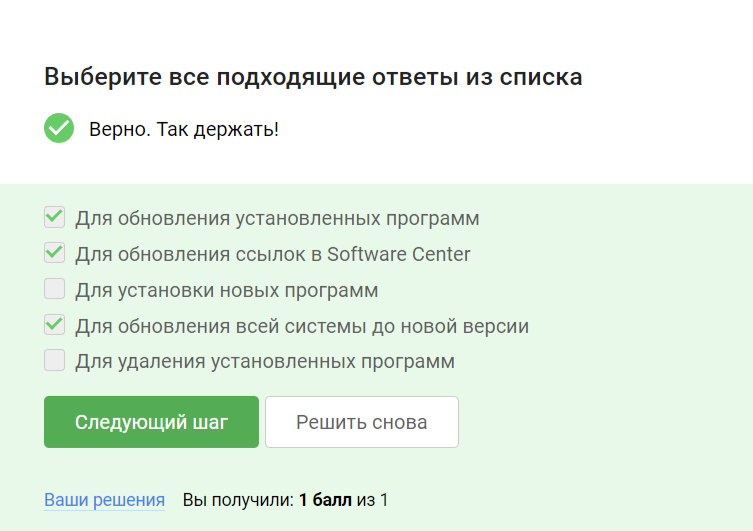 Выберите все подходящие ответы из списка
Верно. Так держать!
Для обновления установленных программ
Для обновления ссылок в Software Center
Для установки новых программ
Для обновления всей системы до новой версии
Для удаления установленных программ
Следующий шаг Решить снова
Ваши решения Вы получили: 1 балл из 1